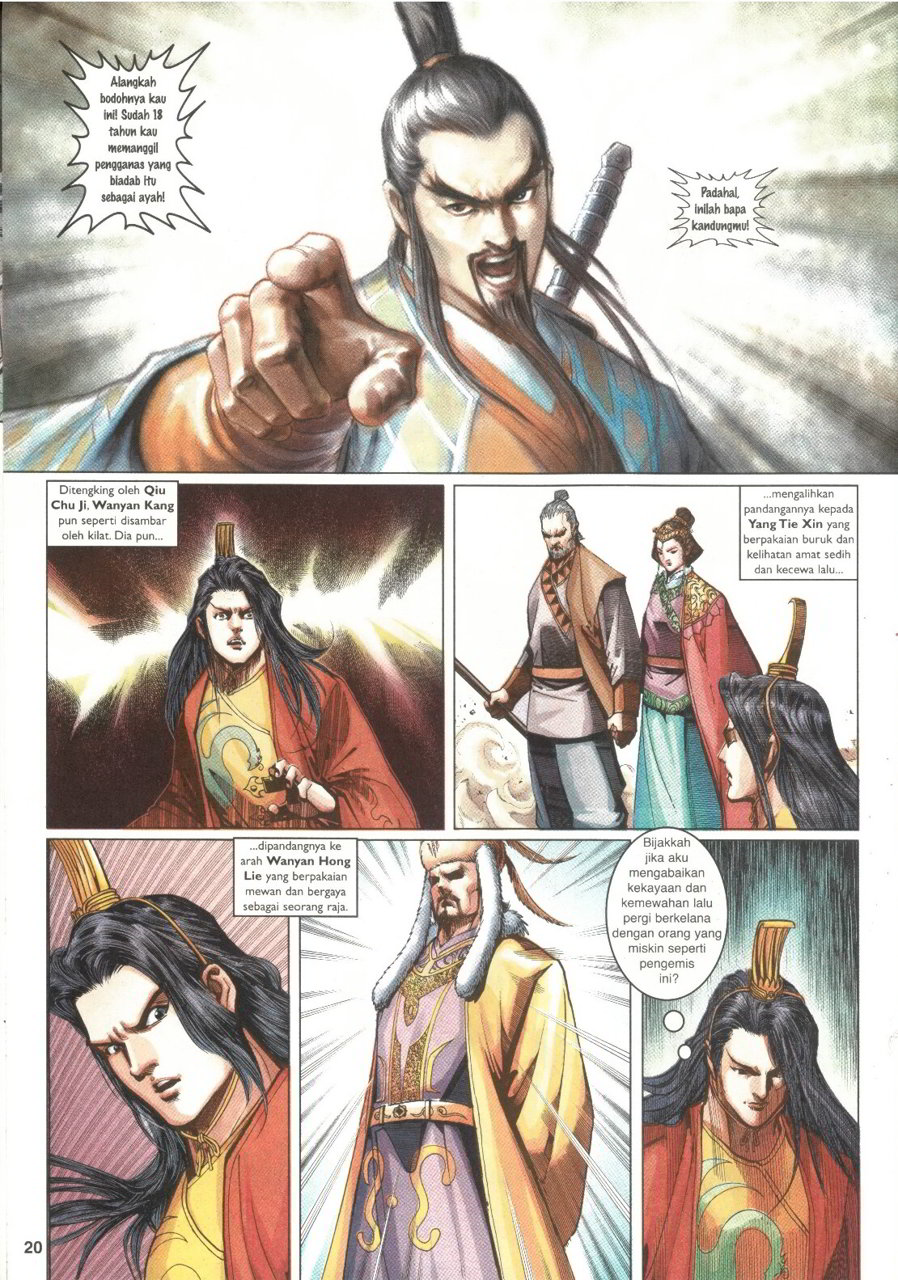 Alangkah
bodohnya kau
ini! Sudah 18
tahun kau
memanggil
pengganas yang
biadab itu
sebagai ayah!
Padahal,
inilah bapa
kandungmu!
Ditengking oleh Qiu
Chu Ji, Wanyan Kang
pun seperti disambar
oleh kilat. Dia pun...
...mengalihkan
pandangannya kepada
Yang Tie Xin yang
berpakaian buruk dan
kelihatan amat sedih
dan kecewa lalu...
...dipandangnya ke
arah Wanyan Hong
Lie yang berpakaian
mewan dan bergaya
sebagai seorang raja.
Bijakkah
jika aku
mengabaikan
kekayaan dan
kemewahan lalu
pergi berkelana
dengan orang yang
miskin seperti
pengemis
ini?
20